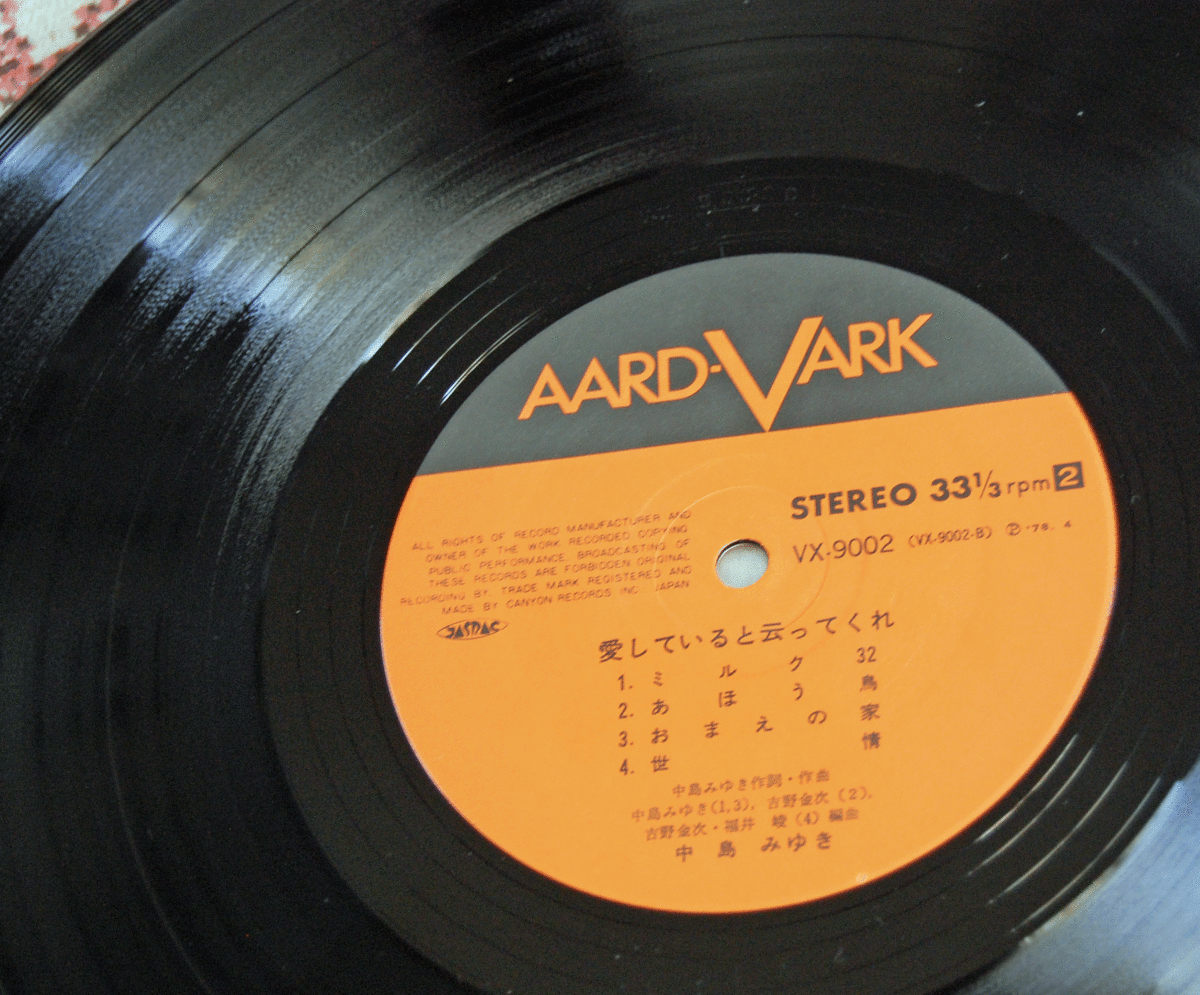 AARD-VARK
STEREO 33⅓ rpm 2
VX-9002 (VX-9002-B) Ⓟ '78. 4
ALL RIGHTS OF RECORD MANUFACTURER AND
OWNER OF THE WORK RECORDED COPYING
PUBLIC PERFORMANCE BROADCASTING OF
THESE RECORDS ARE FORBIDDEN ORIGINAL
RECORDING BY. TRADE MARK REGISTERED AND
MADE BY CANYON RECORDS INC. JAPAN
JASRAC
愛していると云ってくれ
1. ミルク32
2. あほう鳥
3. おまえの家
4. 世情
中島みゆき作詞・作曲
中島みゆき(1,3), 吉野金次(2),
吉野金次・福井 峻(4)編曲
中島みゆき